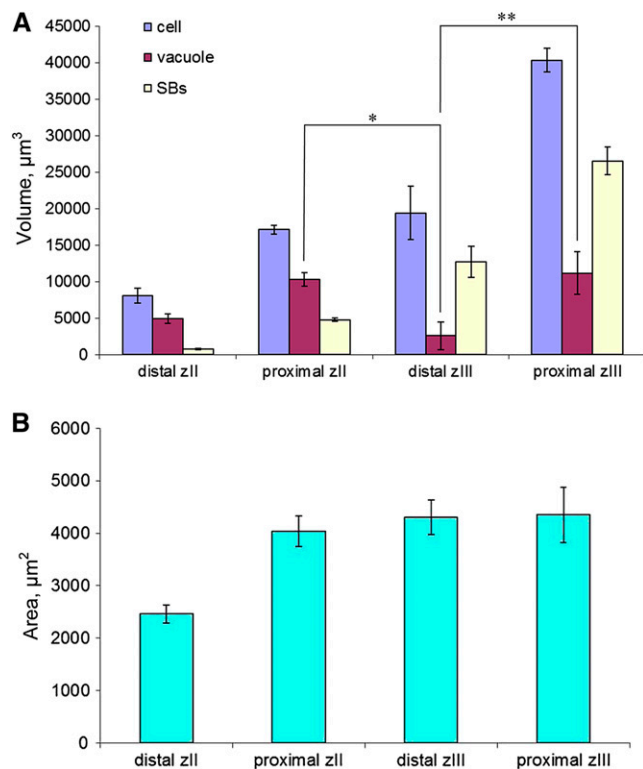 A
cell
vacuole
SBs
**
*
Volume, µm³
45000
40000
35000
30000
25000
20000
15000
10000
5000
0
distal zII
proximal zII
distal zIII
proximal zIII
B
Area, µm²
6000
5000
4000
3000
2000
1000
0
distal zII
proximal zII
distal zIII
proximal zIII